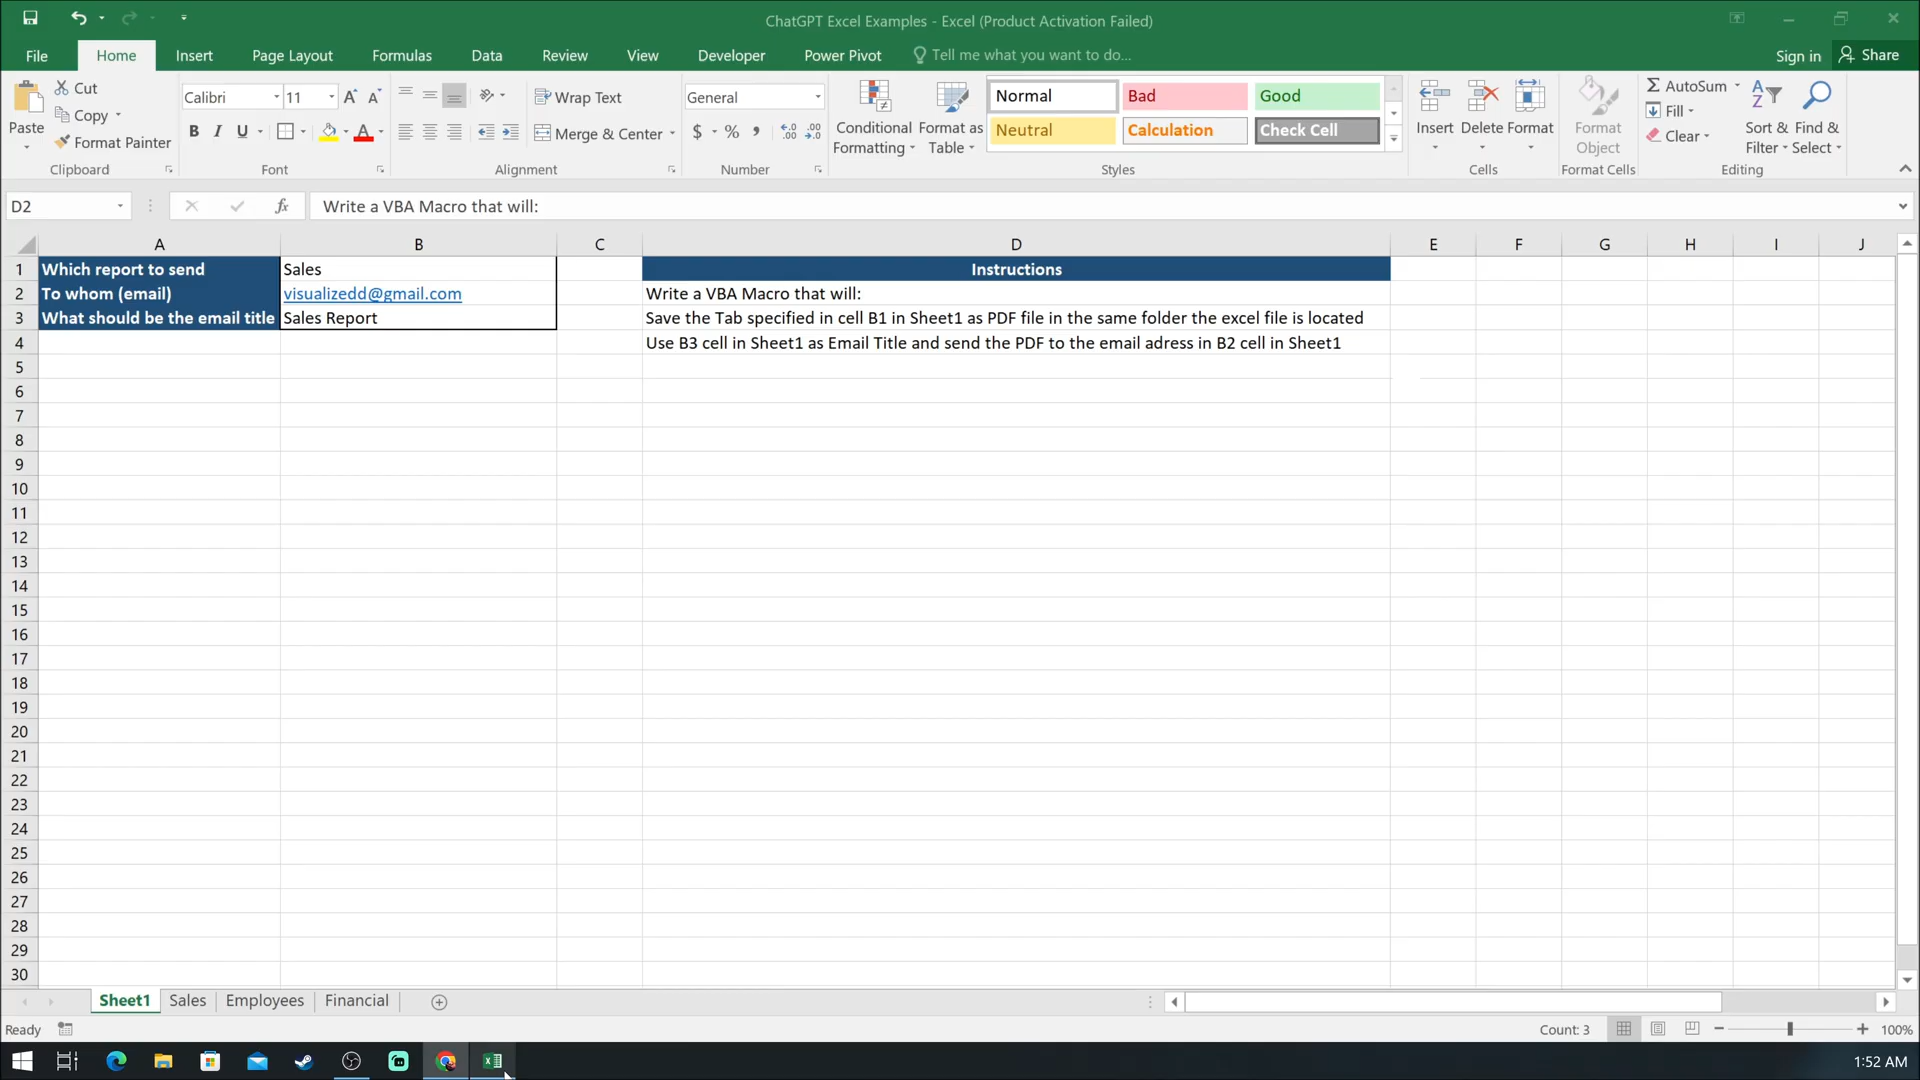 ChatGPT Excel Examples - Excel (Product Activation Failed)
File Home Insert Page Layout Formulas Data Review View Developer Power Pivot Tell me what you want to do... Sign in Share
Paste
Cut
Copy
Format Painter
Clipboard
Calibri 11
B I U
Font
Wrap Text
Merge & Center
Alignment
General
$ % ,
Number
Conditional Formatting
Format as Table
Normal Bad Good
Neutral Calculation Check Cell
Styles
Insert Delete Format
Cells
Format Object
Format Cells
AutoSum
Fill
Clear
Sort & Filter
Find & Select
Editing
D2 fx Write a VBA Macro that will:
A B C D E F G H I J
1 Which report to send Sales Instructions
2 To whom (email) visualizedd@gmail.com Write a VBA Macro that will:
3 What should be the email title Sales Report Save the Tab specified in cell B1 in Sheet1 as PDF file in the same folder the excel file is located
4 Use B3 cell in Sheet1 as Email Title and send the PDF to the email adress in B2 cell in Sheet1
5
6
7
8
9
10
11
12
13
14
15
16
17
18
19
20
21
22
23
24
25
26
27
28
29
30
Sheet1 Sales Employees Financial
Ready Count: 3 100%
1:52 AM